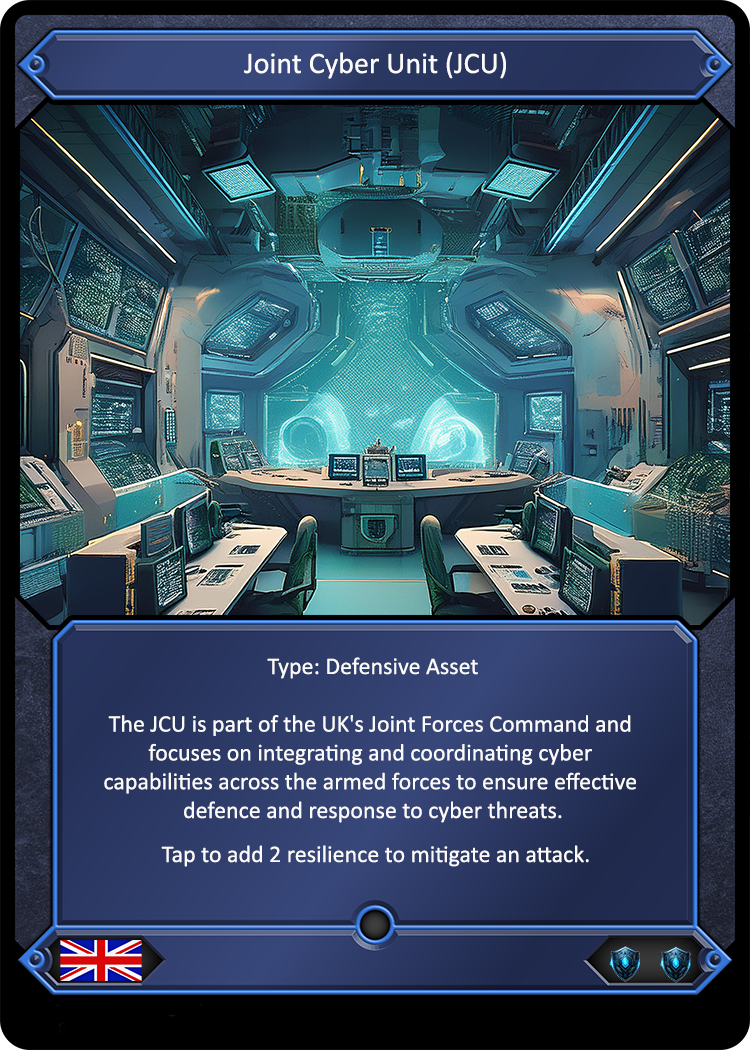 Joint Cyber Unit (JCU)
Type: Defensive Asset
The JCU is part of the UK's Joint Forces Command and
focuses on integrating and coordinating cyber
capabilities across the armed forces to ensure effective
defence and response to cyber threats.
Tap to add 2 resilience to mitigate an attack.